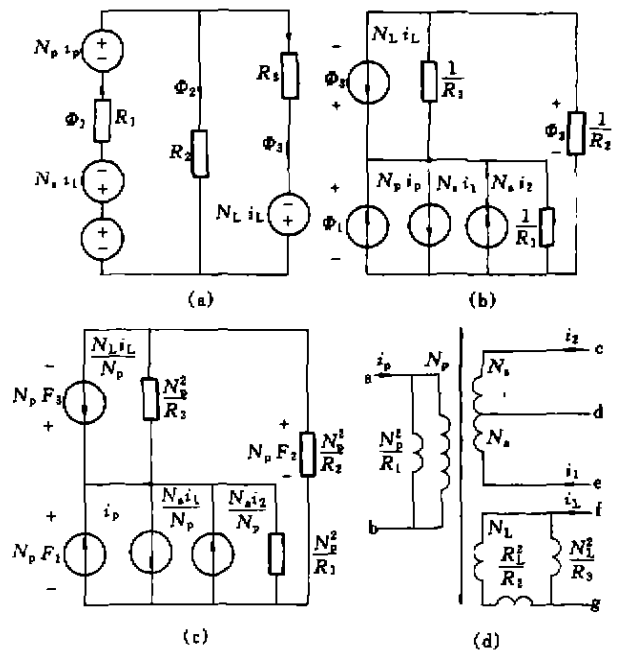 N_p i_p
Φ_2
R_1
N_s i_1
Φ_2
R_2
R_3
Φ_3
N_L i_L
(a)
N_L i_L
Φ_3
1/R_3
Φ_2
1/R_2
N_p i_p
N_s i_1
N_s i_2
Φ_1
1/R_1
(b)
N_L i_L/N_p
N_p F_3
N_p^2/R_3
N_p F_2
N_p^2/R_2
i_p
N_s i_1/N_p
N_s i_2/N_p
N_p F_1
N_p^2/R_1
(c)
i_p
N_p
i_2
c
a
N_s
d
N_p^2/R_1
N_s
i_1
e
b
i_L
f
N_L
R_L^2/R_2
N_L^2/R_3
g
(d)